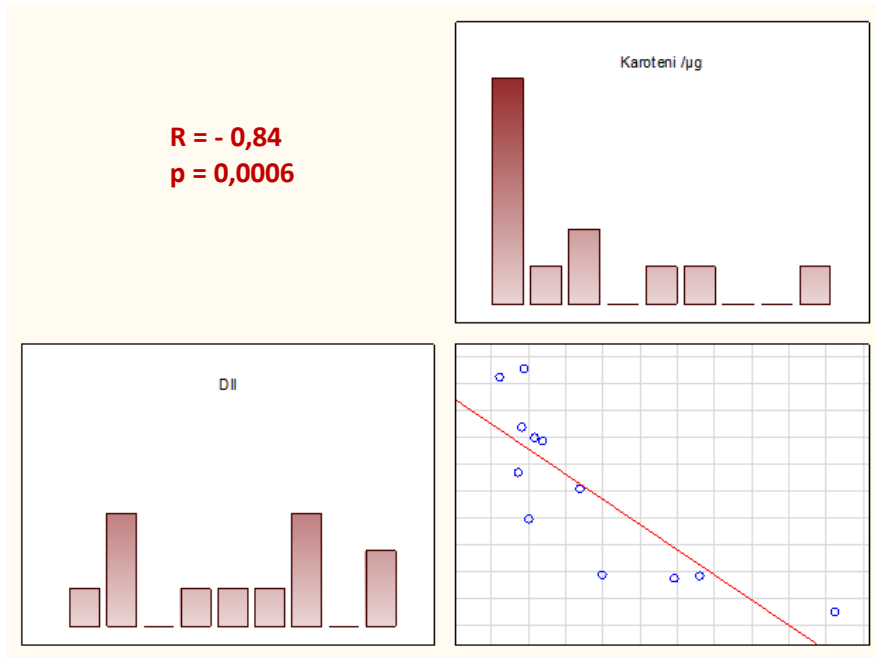 Karoteni /µg
R = - 0,84
p = 0,0006
DII